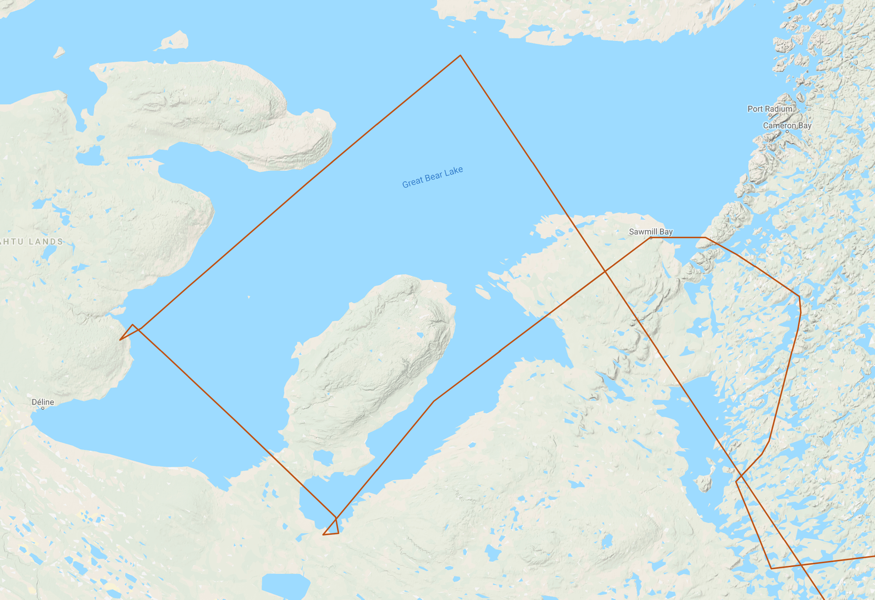 Port Radium
Cameron Bay
Great Bear Lake
Sawmill Bay
AHTU LANDS
Déline